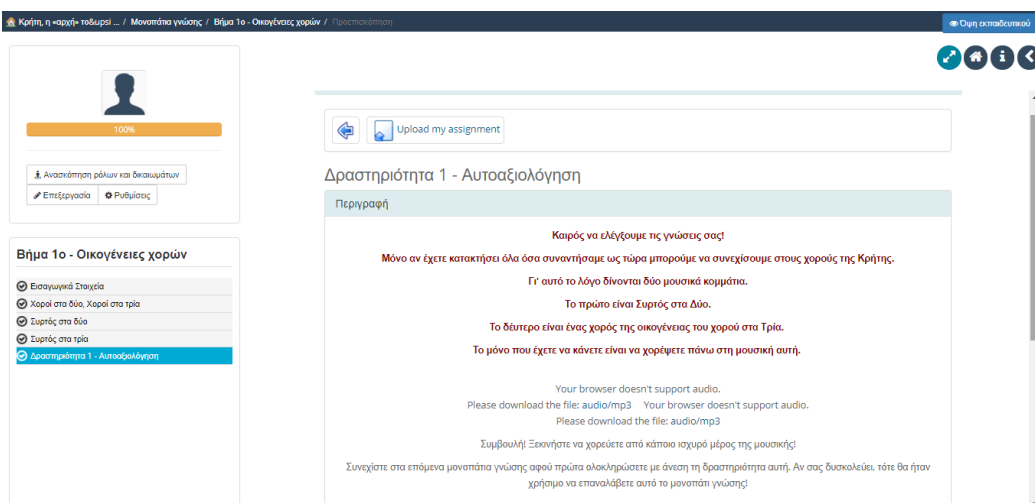 Κρήτη, η «αρχή» το&upsi ... / Μονοπάτια γνώσης / Βήμα 1ο - Οικογένειες χορών / Προεπισκόπηση
Όψη εκπαιδευτικού
100%
Ανασκόπηση ρόλων και δικαιωμάτων
Επεξεργασία
Ρυθμίσεις
Βήμα 1ο - Οικογένειες χορών
Εισαγωγικά Στοιχεία
Χοροί στα δύο, Χοροί στα τρία
Συρτός στα δύο
Συρτός στα τρία
Δραστηριότητα 1 - Αυτοαξιολόγηση
Upload my assignment
Δραστηριότητα 1 - Αυτοαξιολόγηση
Περιγραφή
Καιρός να ελέγξουμε τις γνώσεις σας!
Μόνο αν έχετε κατακτήσει όλα όσα συναντήσαμε ως τώρα μπορούμε να συνεχίσουμε στους χορούς της Κρήτης.
Γι' αυτό το λόγο δίνονται δύο μουσικά κομμάτια.
Το πρώτο είναι Συρτός στα Δύο.
Το δεύτερο είναι ένας χορός της οικογένειας του χορού στα Τρία.
Το μόνο που έχετε να κάνετε είναι να χορέψετε πάνω στη μουσική αυτή.
Your browser doesn't support audio.
Please download the file: audio/mp3 Your browser doesn't support audio.
Please download the file: audio/mp3
Συμβουλή! Ξεκινήστε να χορεύετε από κάποιο ισχυρό μέρος της μουσικής!
Συνεχίστε στα επόμενα μονοπάτια γνώσης αφού πρώτα ολοκληρώσετε με άνεση τη δραστηριότητα αυτή. Αν σας δυσκολεύει, τότε θα ήταν
χρήσιμο να επαναλάβετε αυτό το μονοπάτι γνώσης!